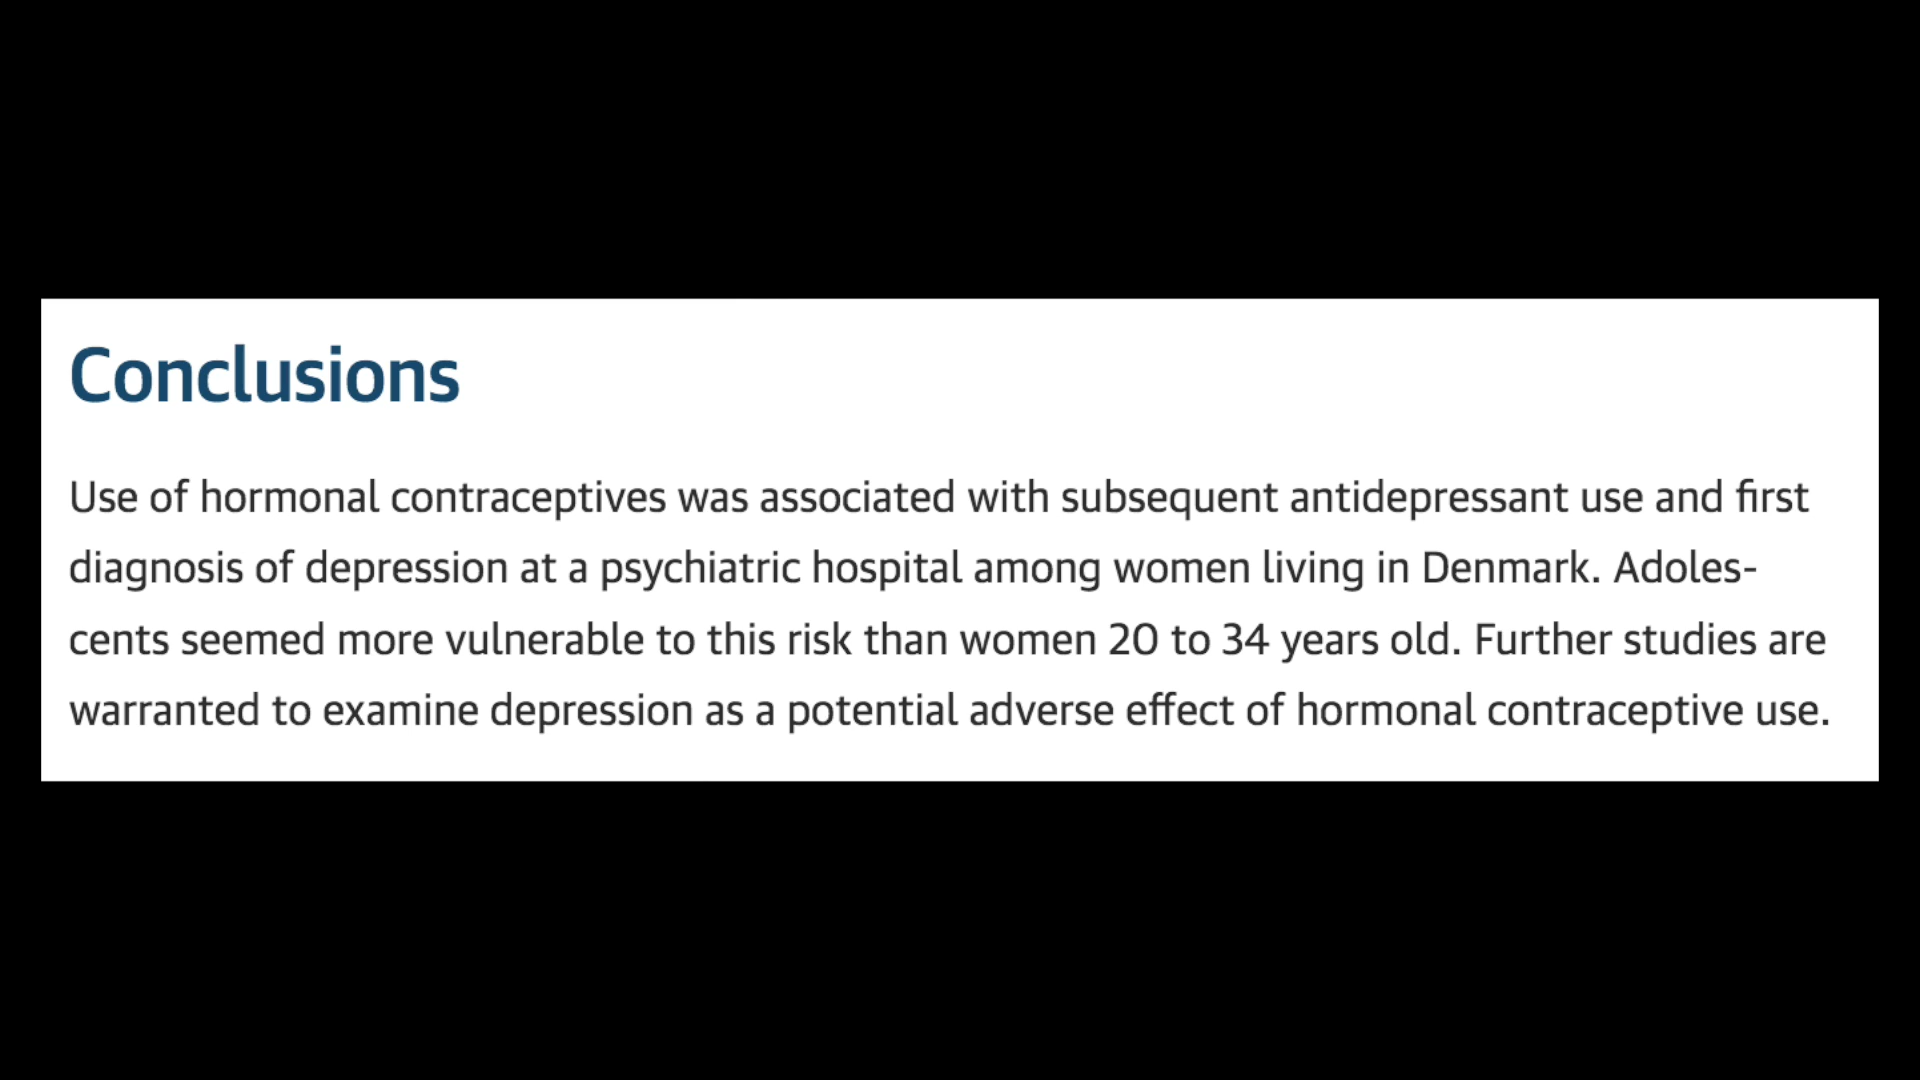 Conclusions
Use of hormonal contraceptives was associated with subsequent antidepressant use and first
diagnosis of depression at a psychiatric hospital among women living in Denmark. Adoles-
cents seemed more vulnerable to this risk than women 20 to 34 years old. Further studies are
warranted to examine depression as a potential adverse effect of hormonal contraceptive use.